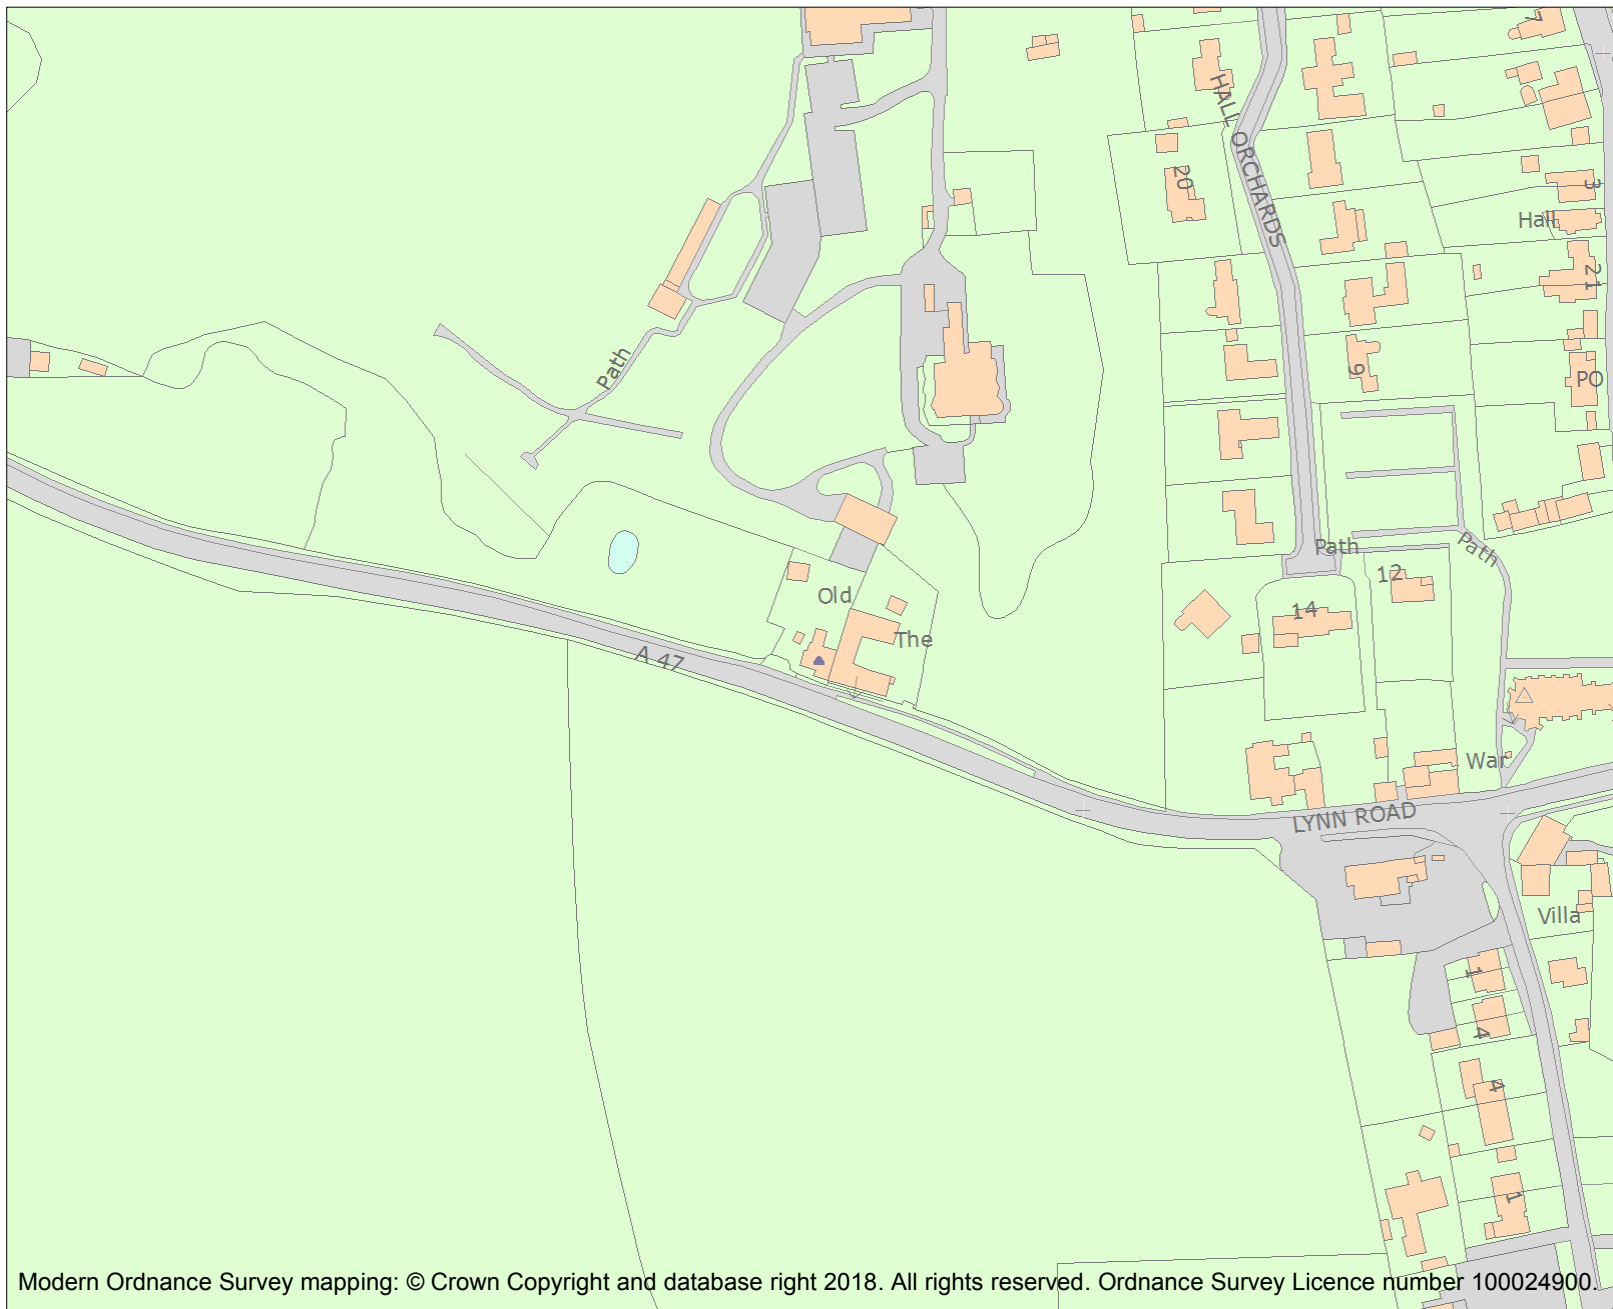 7
HALL ORCHARDS
20
3
Hall
21
Path
9
PO
Path
Path
12
Old
14
The
A 47
War
LYNN ROAD
Villa
1
4
4
1
Modern Ordnance Survey mapping: © Crown Copyright and database right 2018. All rights reserved. Ordnance Survey Licence number 100024900.